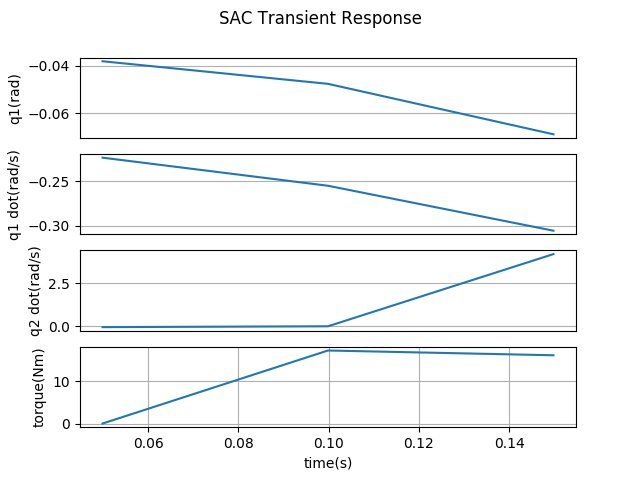 SAC Transient Response
q1(rad)
−0.04
−0.06
q1 dot(rad/s)
−0.25
−0.30
q2 dot(rad/s)
2.5
0.0
torque(Nm)
10
0
0.06 0.08 0.10 0.12 0.14
time(s)